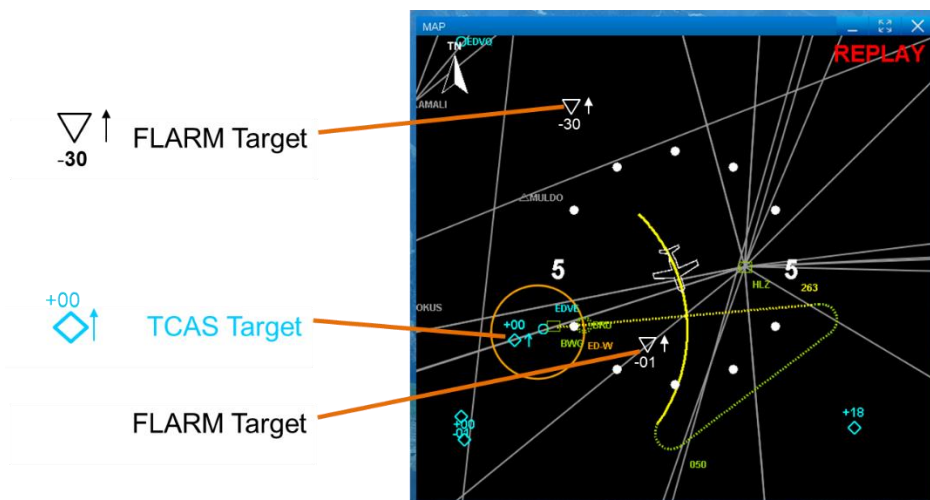 -30
FLARM Target
+00
TCAS Target
FLARM Target
MAP
REPLAY
TN
EDVQ
AMALI
-30
MULDO
5
5
HLZ
263
OKUS
EDVE
+00
BWG
ED-W
-01
+18
+00
050